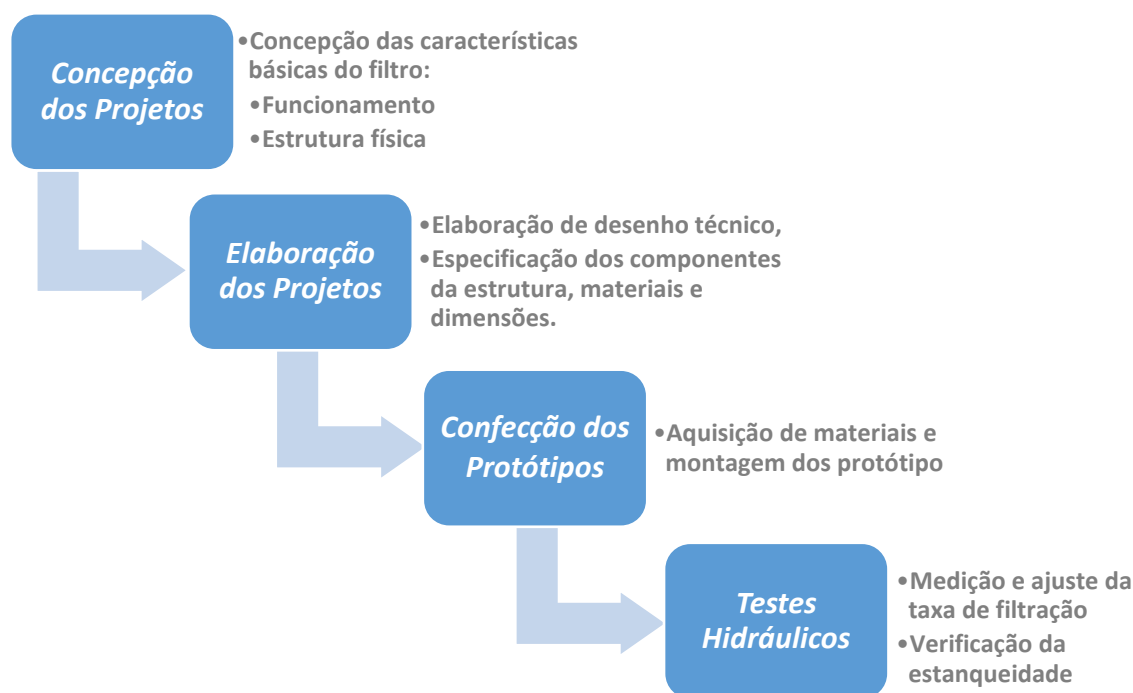 Concepção
dos Projetos
•Concepção das características
básicas do filtro:
•Funcionamento
•Estrutura física
Elaboração
dos Projetos
•Elaboração de desenho técnico,
•Especificação dos componentes
da estrutura, materiais e
dimensões.
Confecção dos
Protótipos
•Aquisição de materiais e
montagem dos protótipo
Testes
Hidráulicos
•Medição e ajuste da
taxa de filtração
•Verificação da
estanqueidade